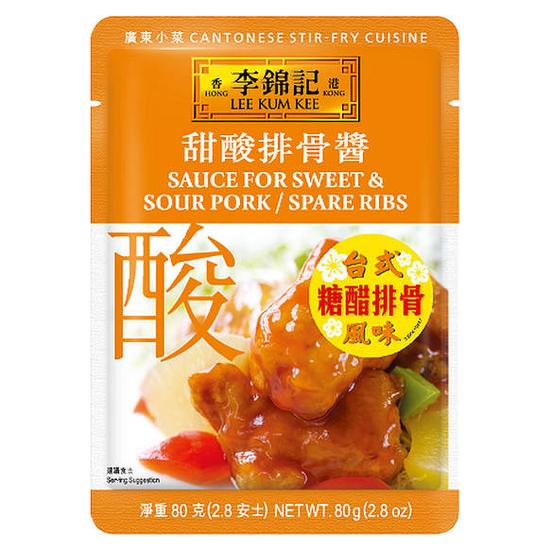 廣東小菜 CANTONESE STIR-FRY CUISINE
香 李錦記 港
HONG LEE KUM KEE KONG
甜酸排骨醬
SAUCE FOR SWEET &
SOUR PORK / SPARE RIBS
酸
台式
糖醋排骨
風味
建議食法
Serving Suggestion
淨重 80 克 (2.8 安士) NET WT. 80g (2.8 oz)